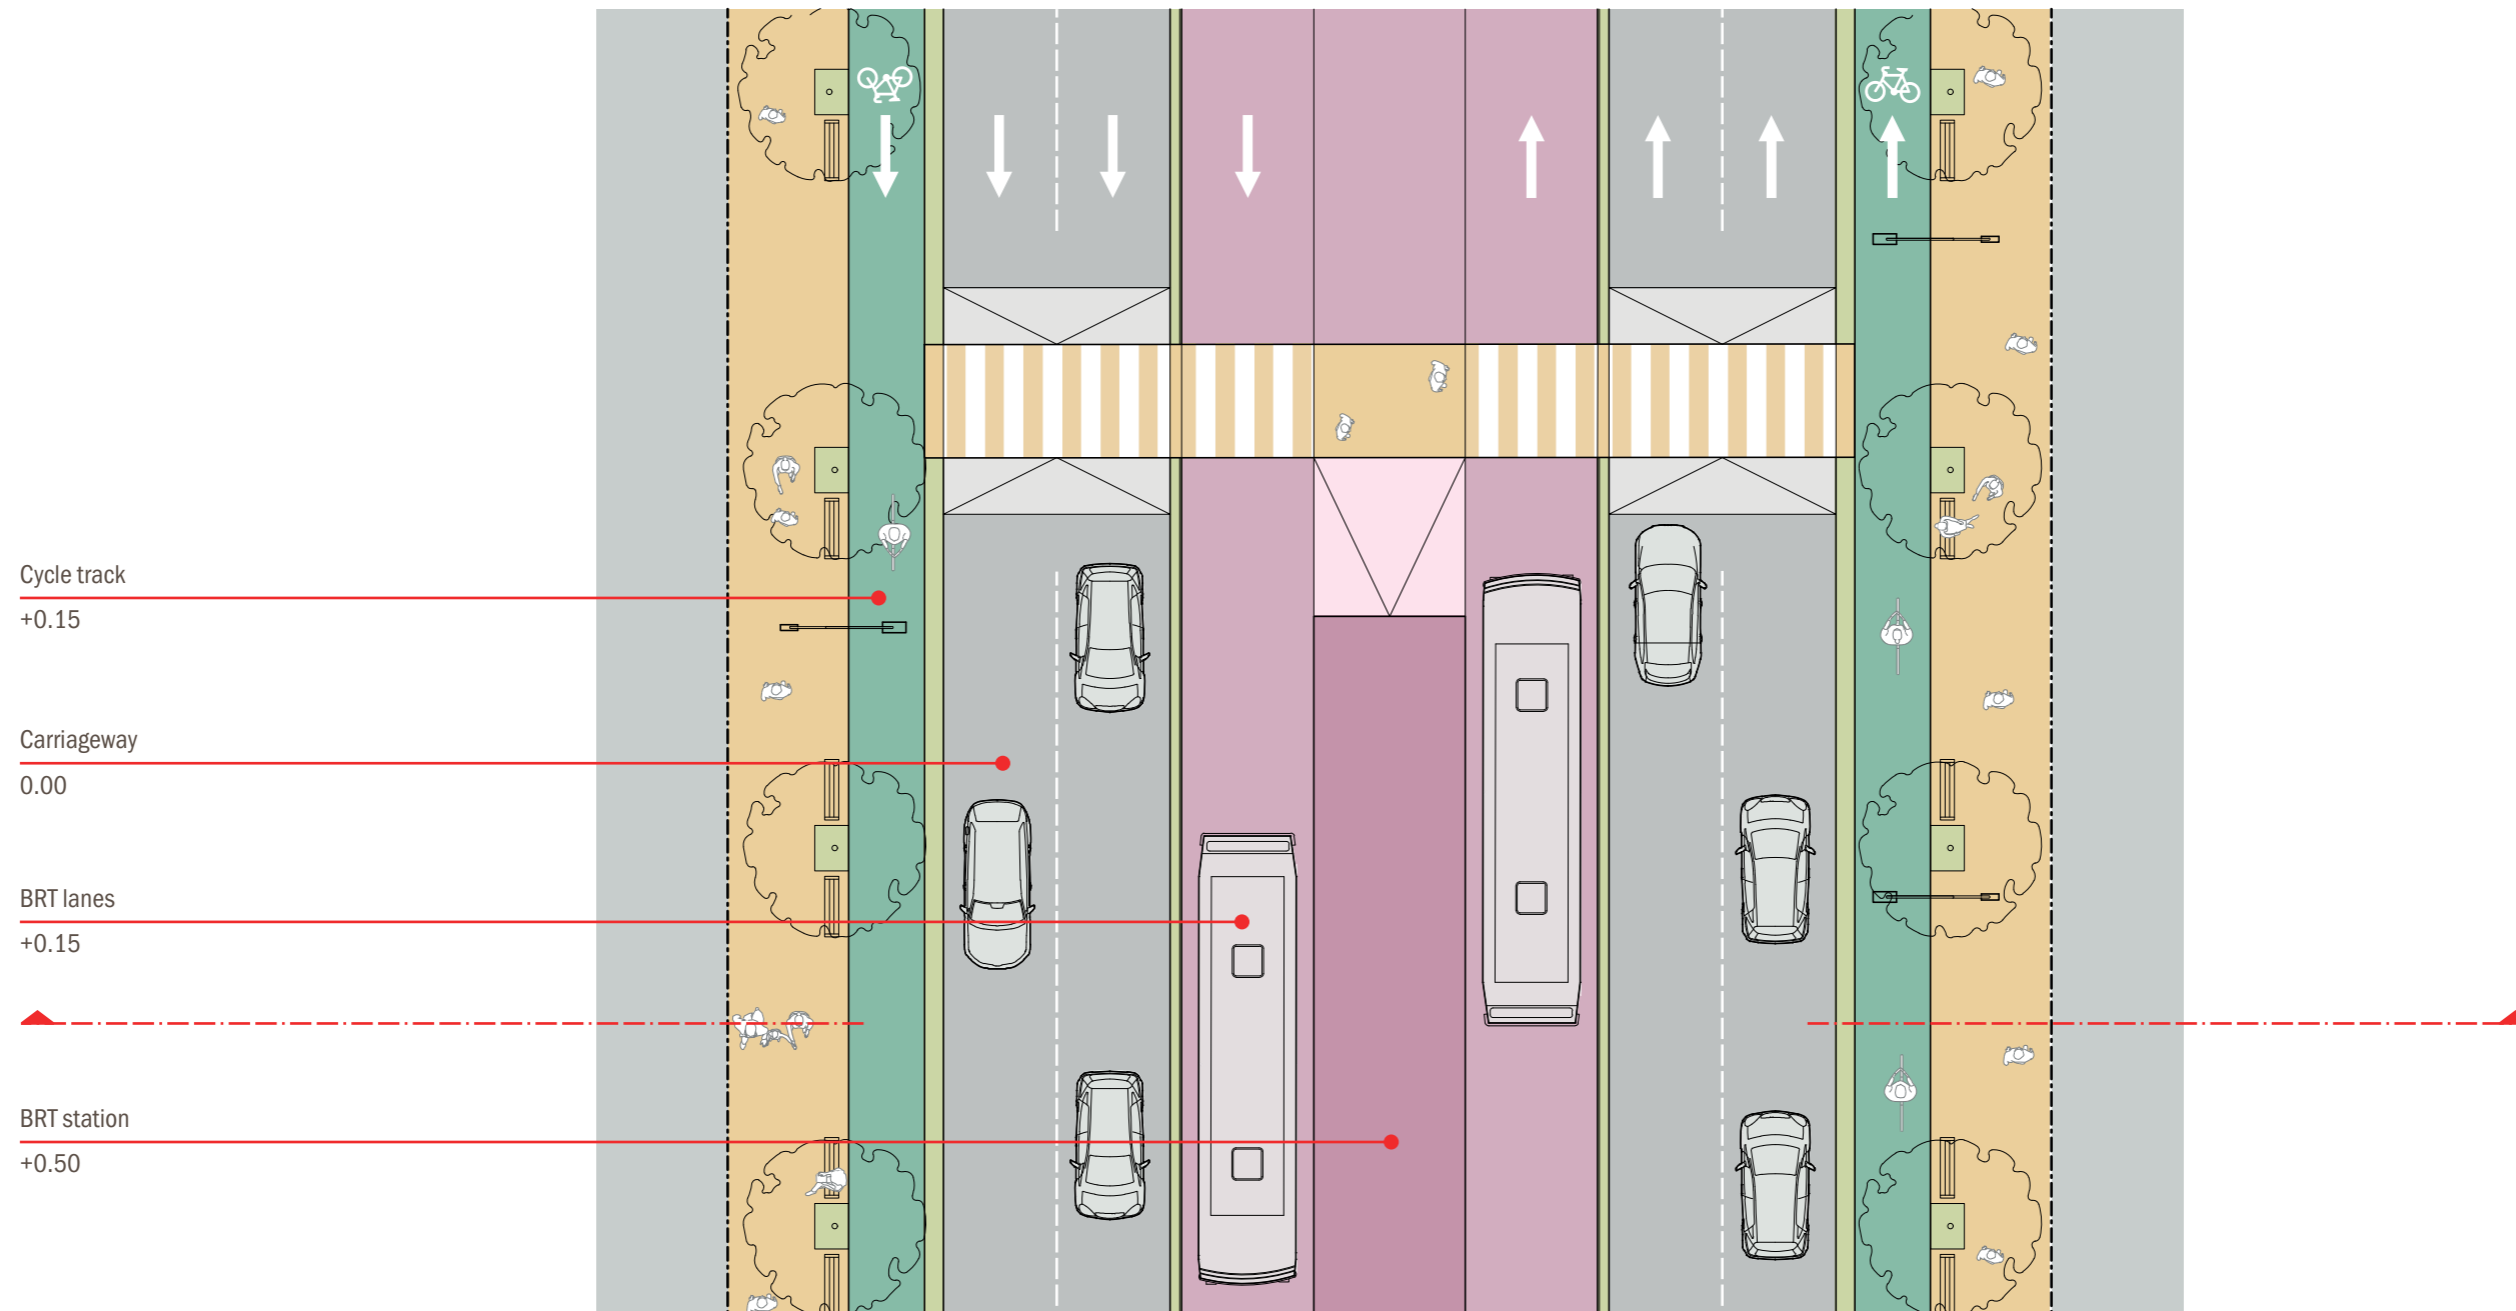 Cycle track
+0.15
Carriageway
0.00
BRT lanes
+0.15
BRT station
+0.50